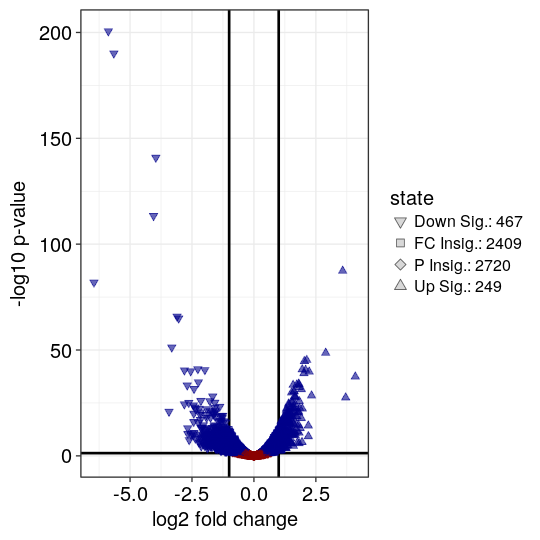 200
150
100
50
0
-log10 p-value
-5.0 -2.5 0.0 2.5
log2 fold change
state
Down Sig.: 467
FC Insig.: 2409
P Insig.: 2720
Up Sig.: 249